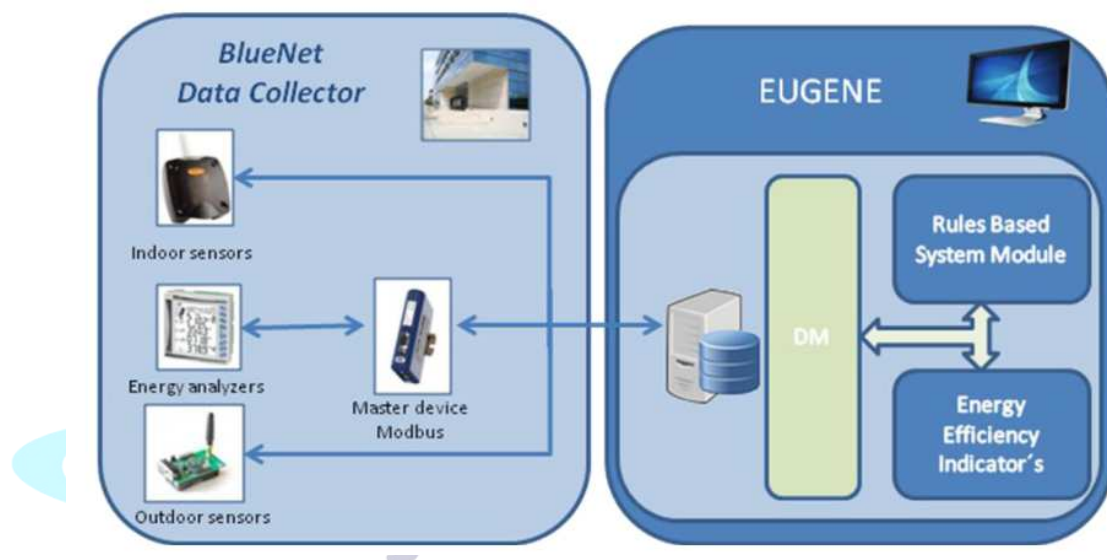 BlueNet
Data Collector
Indoor sensors
Energy analyzers
Master device
Modbus
Outdoor sensors
EUGENE
DM
Rules Based
System Module
Energy
Efficiency
Indicator´s